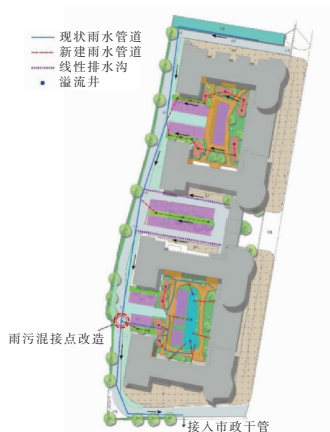 现状雨水管道
新建雨水管道
线性排水沟
溢流井
雨污混接点改造
接入市政干管